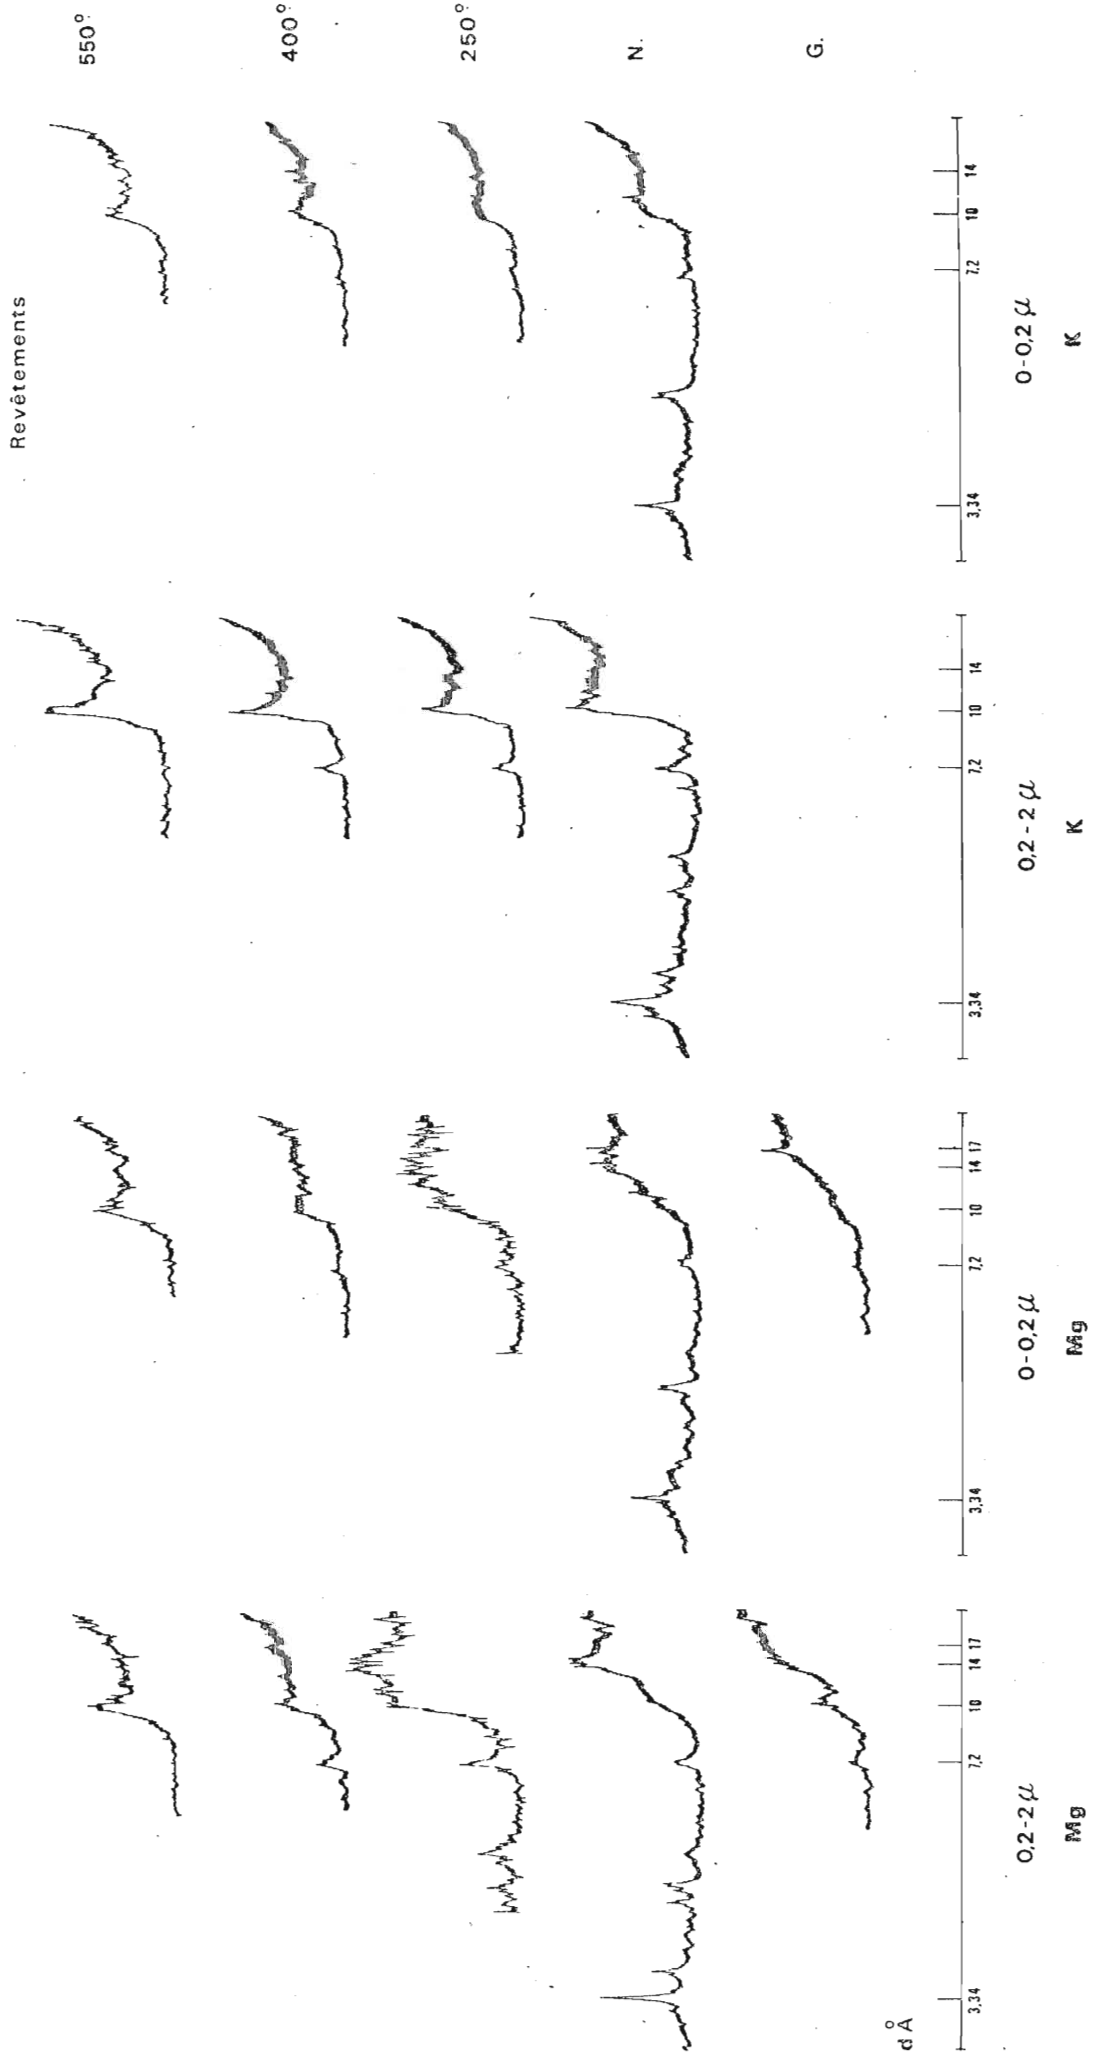 Revêtements
550°
400°
250°
N.
G.
d Å
3,34 7,2 10 14 17 3,34 7,2 10 14 17 3,34 7,2 10 14 3,34 7,2 10 14
0,2-2 μ 0-0,2 μ 0,2-2 μ 0-0,2 μ
Mg Mg K K